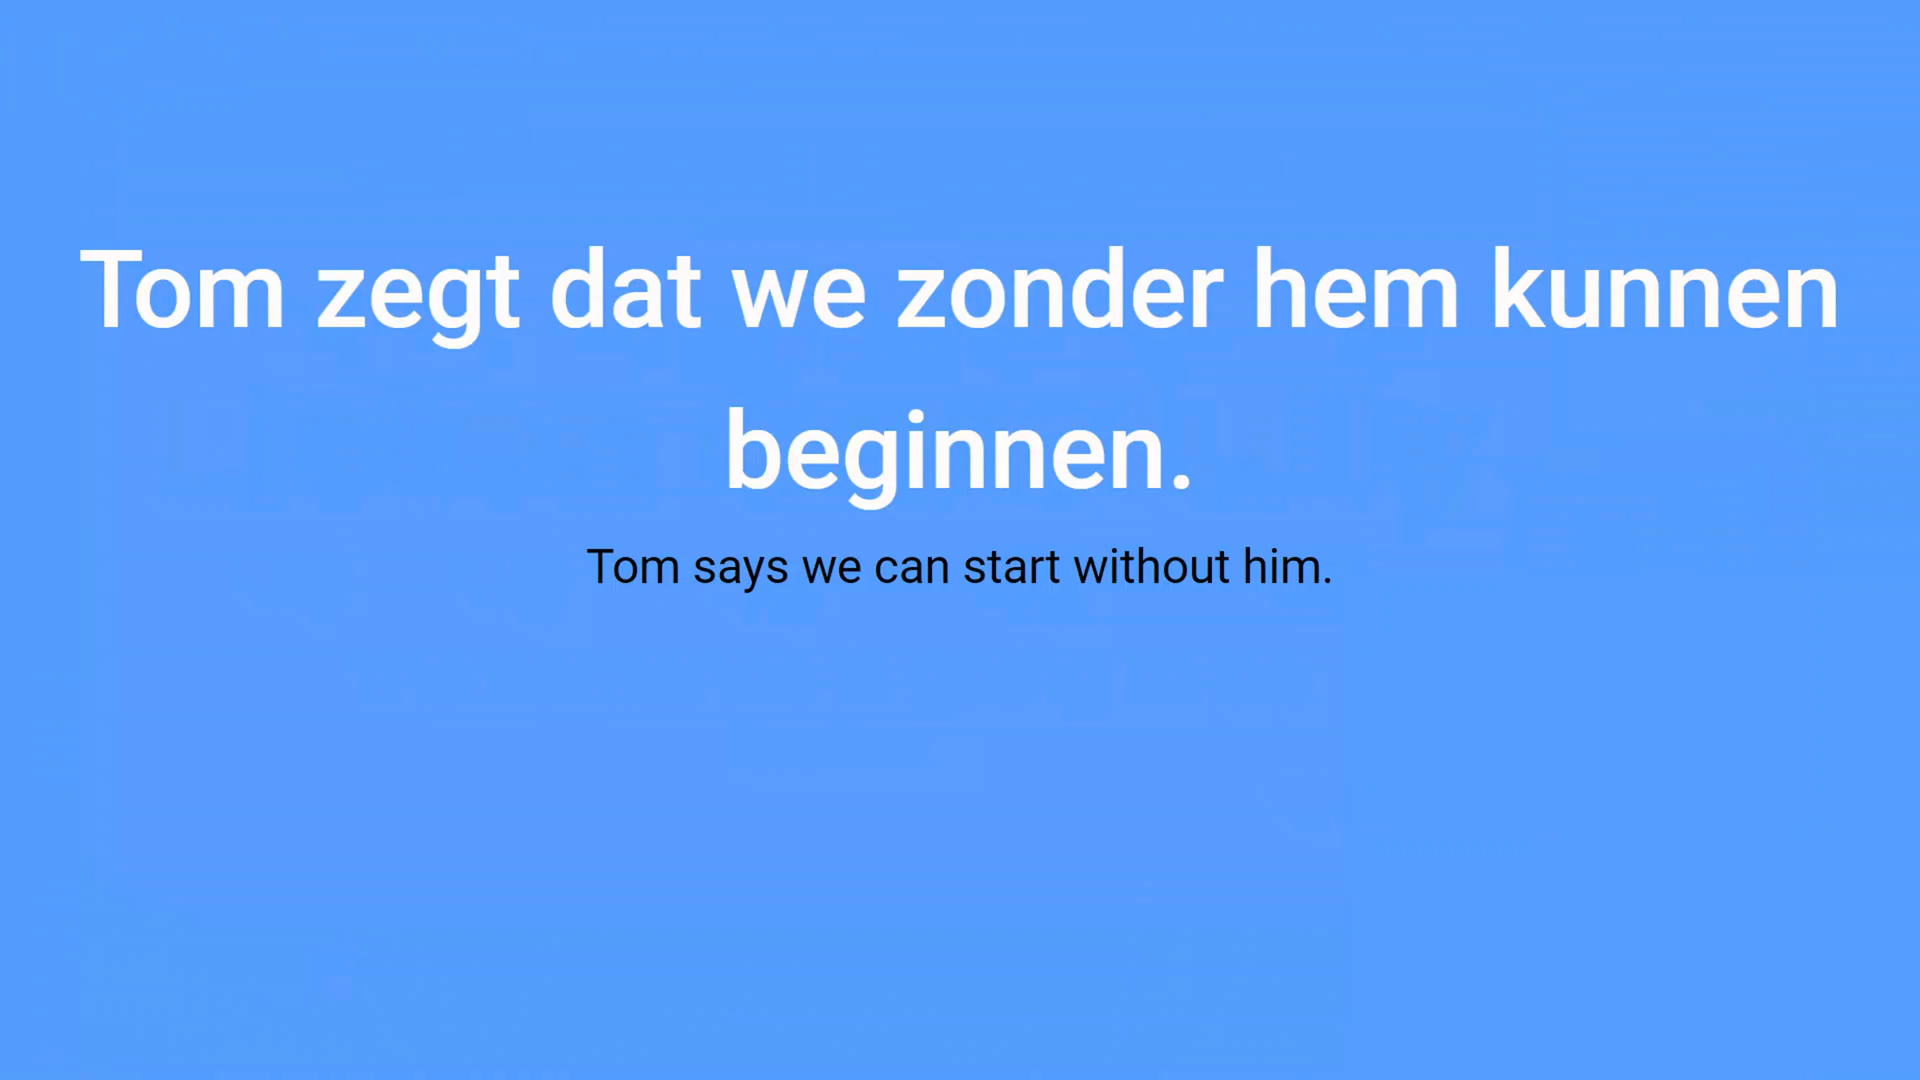 Tom zegt dat we zonder hem kunnen
beginnen.
Tom says we can start without him.